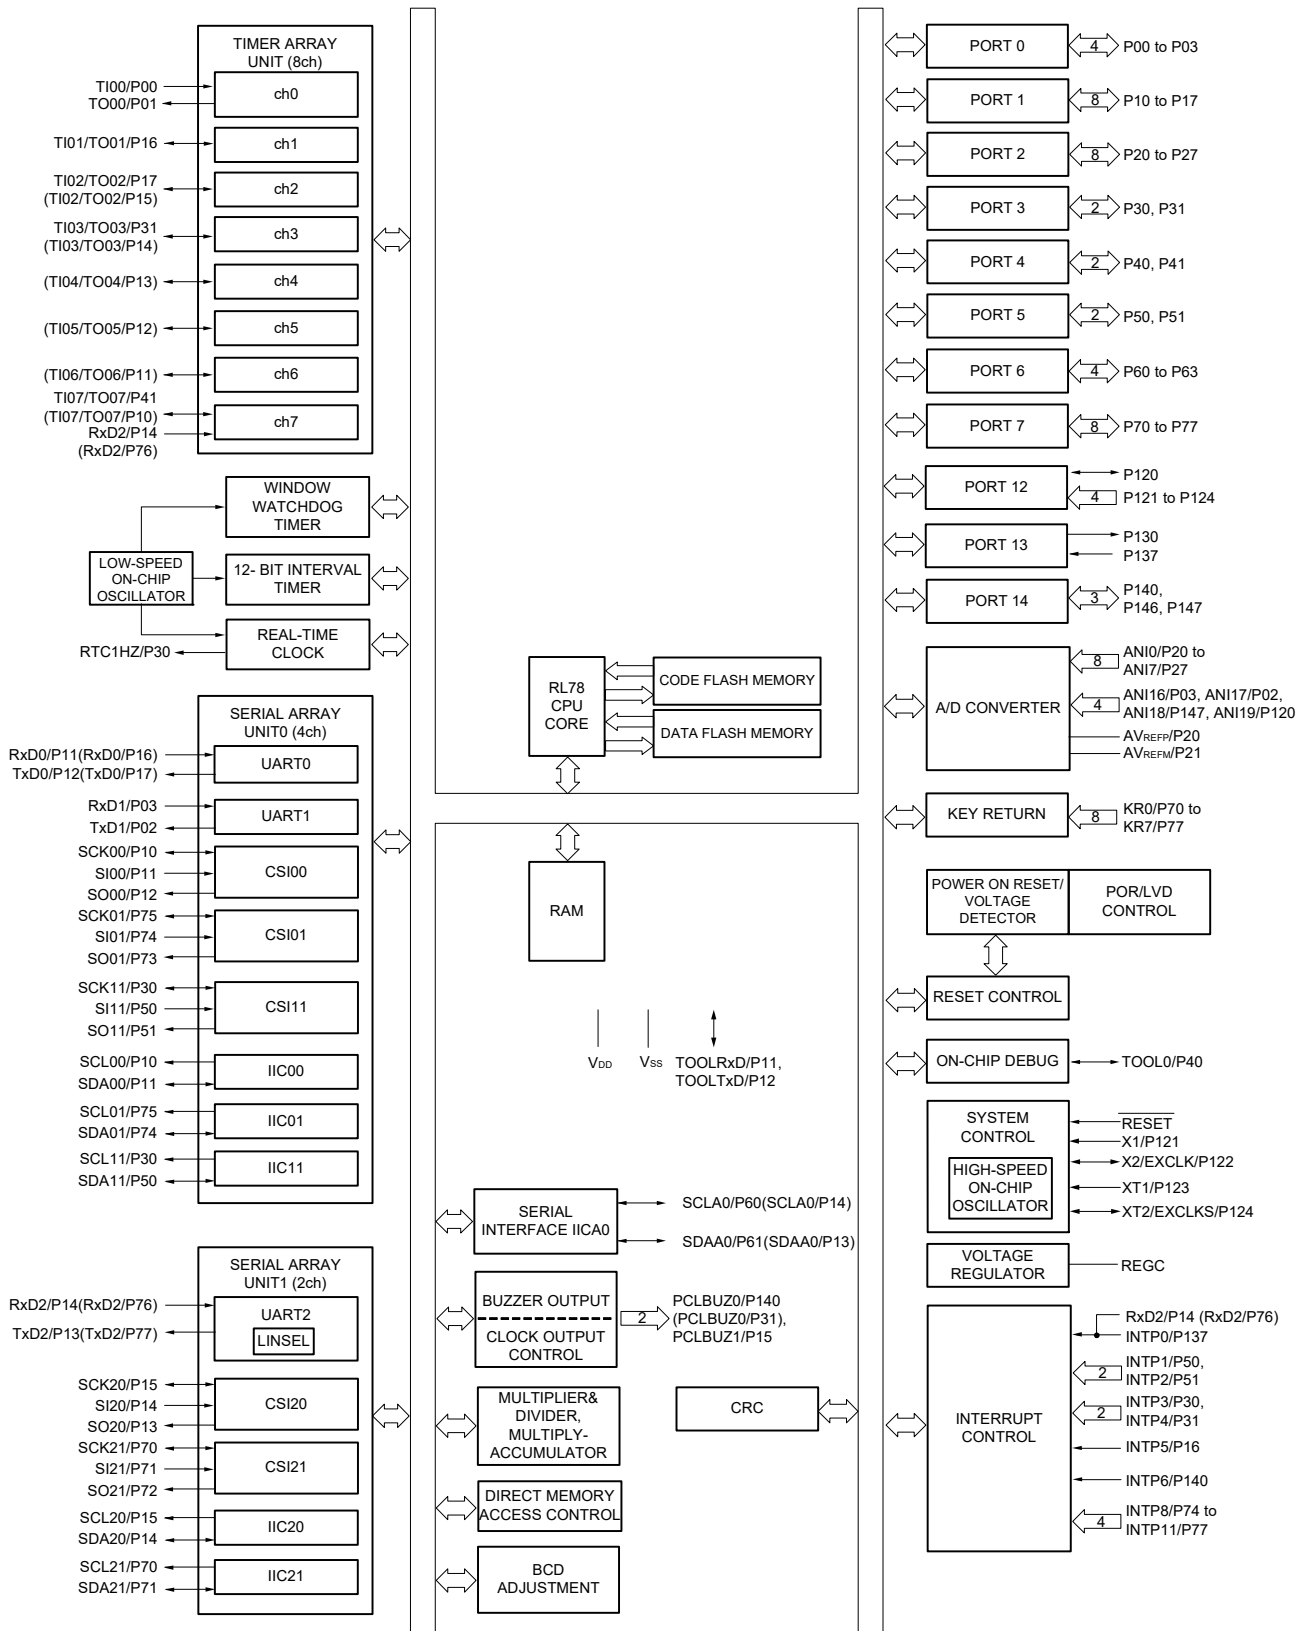 TIMER ARRAY
UNIT (8ch)
TI00/P00
TO00/P01
ch0
TI01/TO01/P16
ch1
TI02/TO02/P17
(TI02/TO02/P15)
ch2
TI03/TO03/P31
(TI03/TO03/P14)
ch3
(TI04/TO04/P13)
ch4
(TI05/TO05/P12)
ch5
(TI06/TO06/P11)
ch6
TI07/TO07/P41
(TI07/TO07/P10)
RxD2/P14
(RxD2/P76)
ch7
WINDOW
WATCHDOG
TIMER
LOW-SPEED
ON-CHIP
OSCILLATOR
12- BIT INTERVAL
TIMER
RTC1HZ/P30
REAL-TIME
CLOCK
SERIAL ARRAY
UNIT0 (4ch)
RxD0/P11(RxD0/P16)
TxD0/P12(TxD0/P17)
UART0
RxD1/P03
TxD1/P02
UART1
SCK00/P10
SI00/P11
SO00/P12
CSI00
SCK01/P75
SI01/P74
SO01/P73
CSI01
SCK11/P30
SI11/P50
SO11/P51
CSI11
SCL00/P10
SDA00/P11
IIC00
SCL01/P75
SDA01/P74
IIC01
SCL11/P30
SDA11/P50
IIC11
SERIAL ARRAY
UNIT1 (2ch)
RxD2/P14(RxD2/P76)
TxD2/P13(TxD2/P77)
UART2
LINSEL
SCK20/P15
SI20/P14
SO20/P13
CSI20
SCK21/P70
SI21/P71
SO21/P72
CSI21
SCL20/P15
SDA20/P14
IIC20
SCL21/P70
SDA21/P71
IIC21
RL78
CPU
CORE
CODE FLASH MEMORY
DATA FLASH MEMORY
RAM
VDD
VSS
TOOLRxD/P11,
TOOLTxD/P12
SERIAL
INTERFACE IICA0
SCLA0/P60(SCLA0/P14)
SDAA0/P61(SDAA0/P13)
BUZZER OUTPUT
CLOCK OUTPUT
CONTROL
2
PCLBUZ0/P140
(PCLBUZ0/P31),
PCLBUZ1/P15
MULTIPLIER&
DIVIDER,
MULTIPLY-
ACCUMULATOR
CRC
DIRECT MEMORY
ACCESS CONTROL
BCD
ADJUSTMENT
PORT 0
4
P00 to P03
PORT 1
8
P10 to P17
PORT 2
8
P20 to P27
PORT 3
2
P30, P31
PORT 4
2
P40, P41
PORT 5
2
P50, P51
PORT 6
4
P60 to P63
PORT 7
8
P70 to P77
PORT 12
P120
4
P121 to P124
PORT 13
P130
P137
PORT 14
3
P140,
P146, P147
A/D CONVERTER
8
ANI0/P20 to
ANI7/P27
4
ANI16/P03, ANI17/P02,
ANI18/P147, ANI19/P120
AVREFP/P20
AVREFM/P21
KEY RETURN
8
KR0/P70 to
KR7/P77
POWER ON RESET/
VOLTAGE
DETECTOR
POR/LVD
CONTROL
RESET CONTROL
ON-CHIP DEBUG
TOOL0/P40
SYSTEM
CONTROL
HIGH-SPEED
ON-CHIP
OSCILLATOR
RESET
X1/P121
X2/EXCLK/P122
XT1/P123
XT2/EXCLKS/P124
VOLTAGE
REGULATOR
REGC
INTERRUPT
CONTROL
RxD2/P14 (RxD2/P76)
INTP0/P137
2
INTP1/P50,
INTP2/P51
2
INTP3/P30,
INTP4/P31
INTP5/P16
INTP6/P140
4
INTP8/P74 to
INTP11/P77